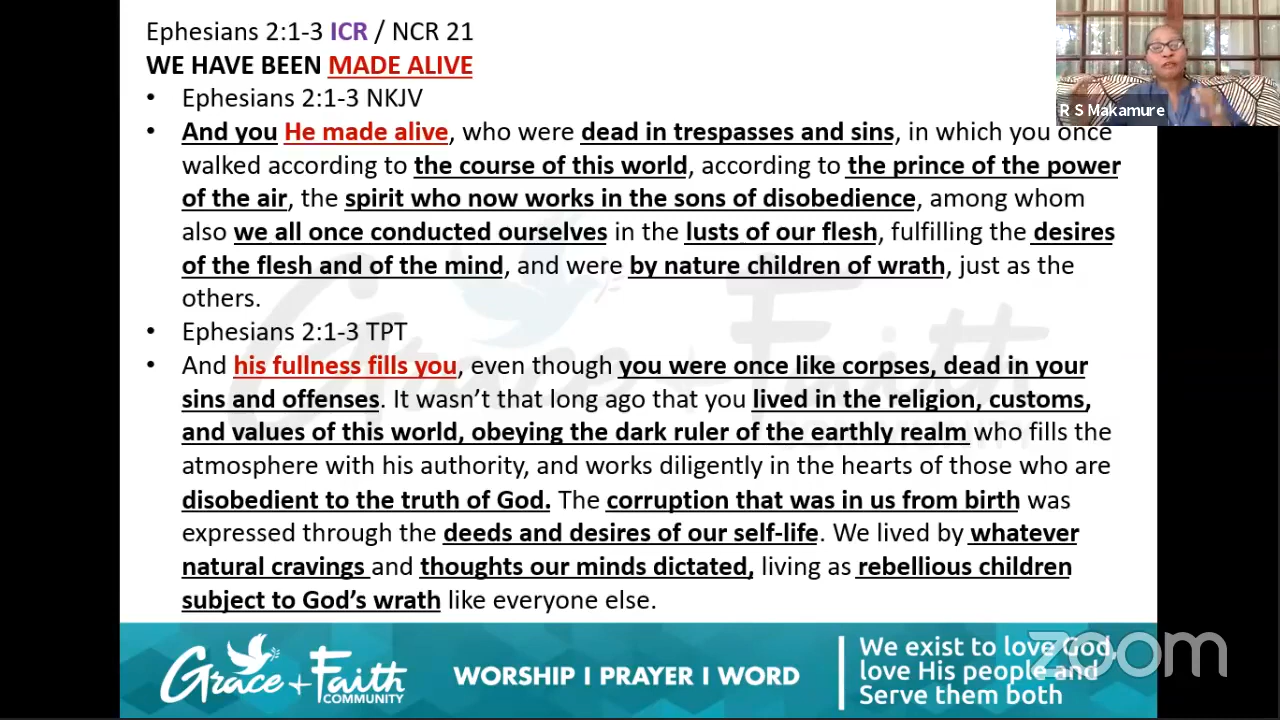 Ephesians 2:1-3 ICR / NCR 21
WE HAVE BEEN MADE ALIVE
• Ephesians 2:1-3 NKJV
• And you He made alive, who were dead in trespasses and sins, in which you once
walked according to the course of this world, according to the prince of the power
of the air, the spirit who now works in the sons of disobedience, among whom
also we all once conducted ourselves in the lusts of our flesh, fulfilling the desires
of the flesh and of the mind, and were by nature children of wrath, just as the
others.
• Ephesians 2:1-3 TPT
• And his fullness fills you, even though you were once like corpses, dead in your
sins and offenses. It wasn’t that long ago that you lived in the religion, customs,
and values of this world, obeying the dark ruler of the earthly realm who fills the
atmosphere with his authority, and works diligently in the hearts of those who are
disobedient to the truth of God. The corruption that was in us from birth was
expressed through the deeds and desires of our self-life. We lived by whatever
natural cravings and thoughts our minds dictated, living as rebellious children
subject to God’s wrath like everyone else.
R S Makamure
Grace + Faith
COMMUNITY
Grace + Faith
COMMUNITY
WORSHIP I PRAYER I WORD
We exist to love God,
love His people and
Serve them both
zoom